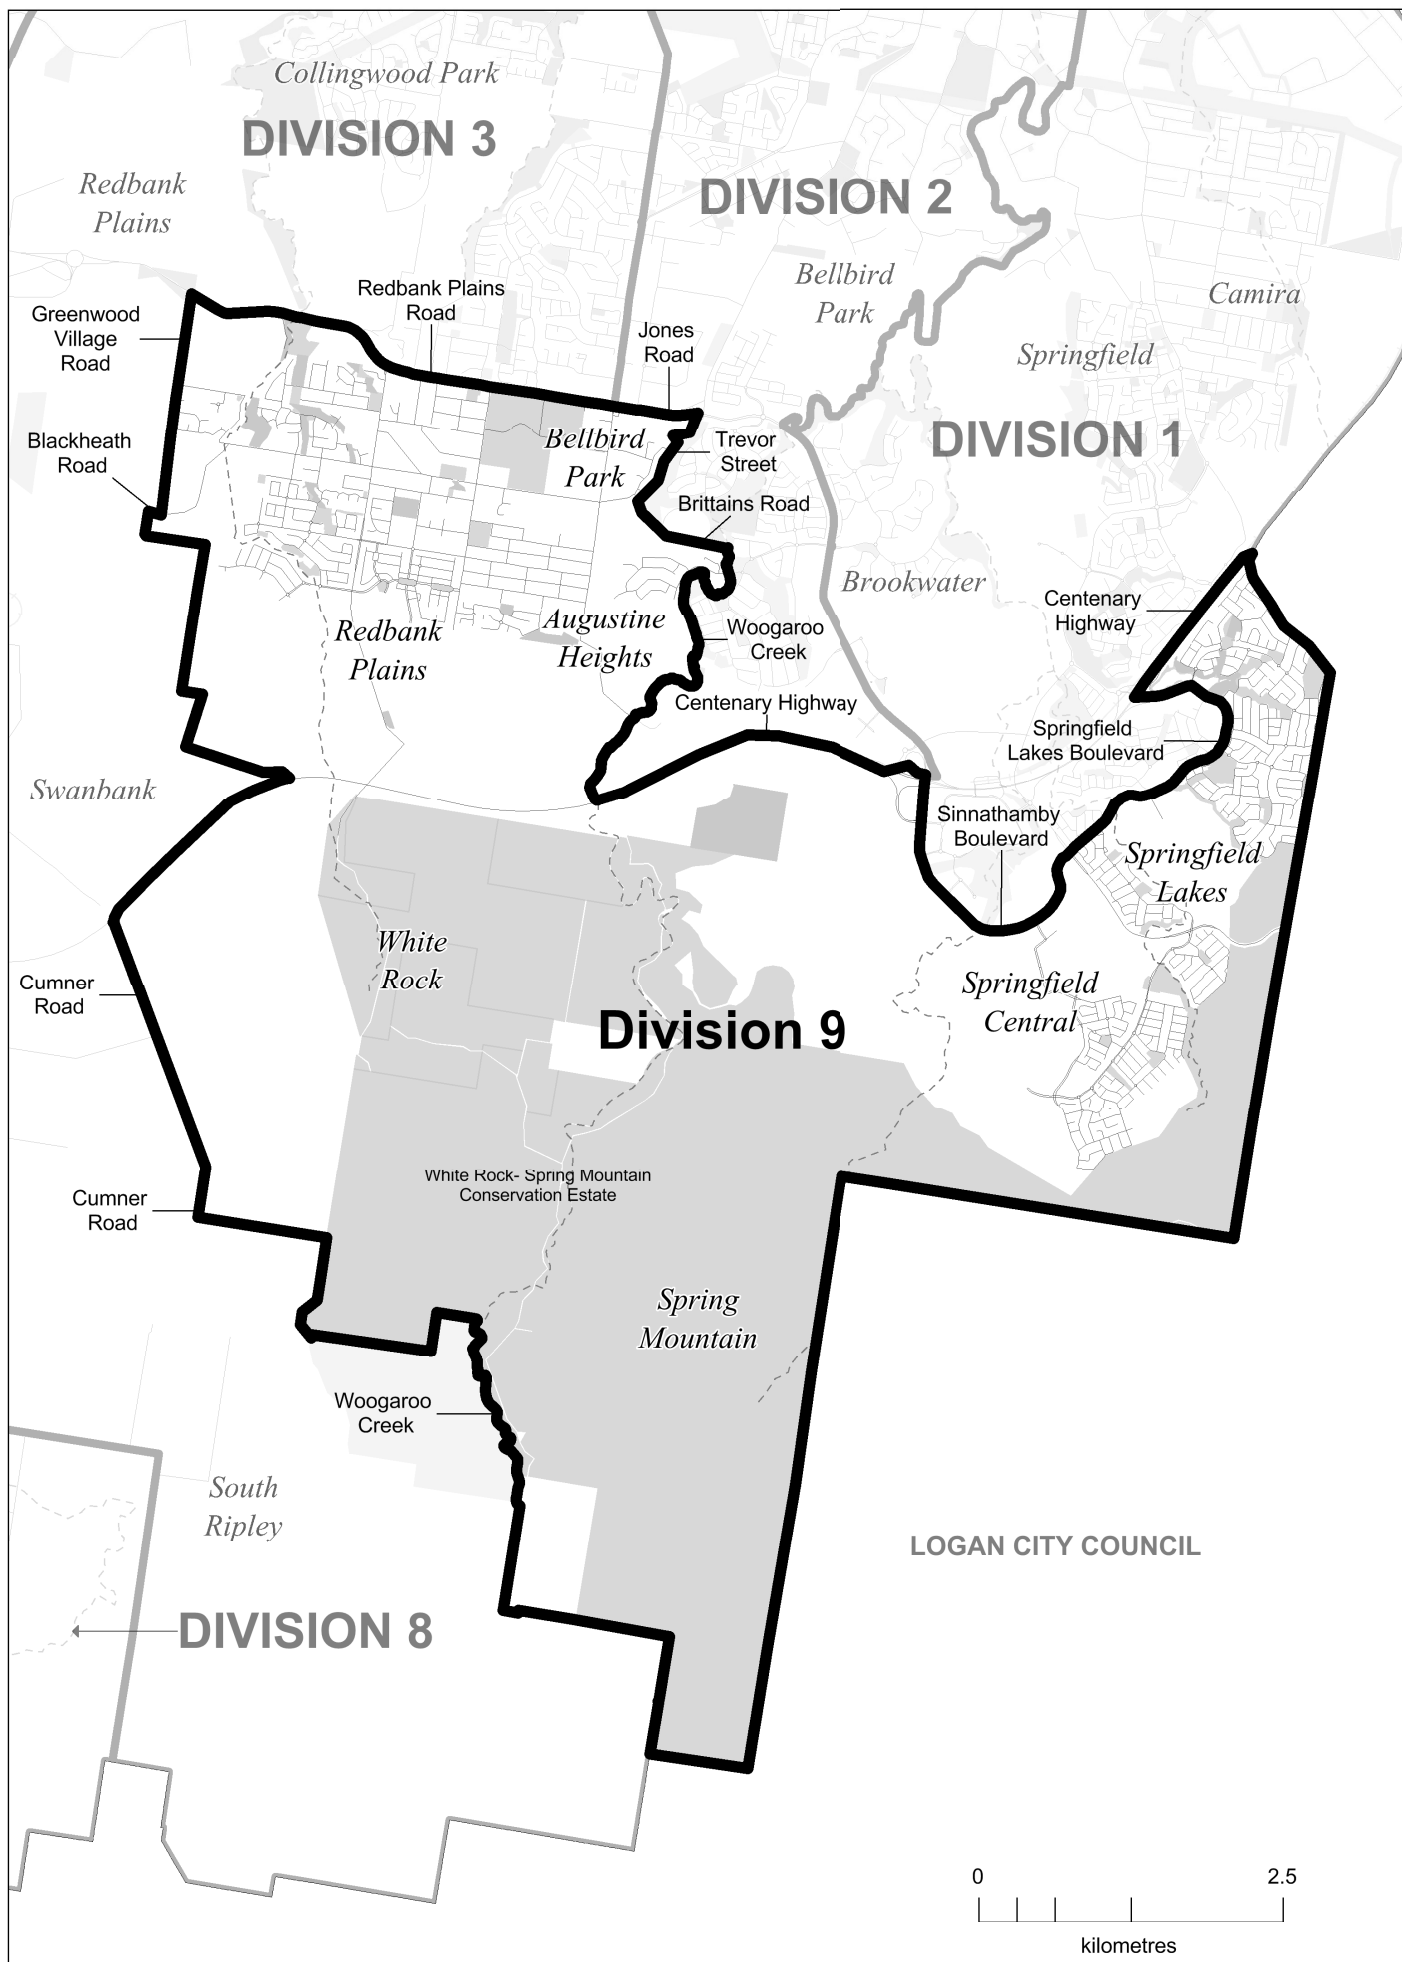 Collingwood Park
DIVISION 3
Redbank
Plains
DIVISION 2
Bellbird
Park
Camira
Redbank Plains
Road
Greenwood
Village
Road
Jones
Road
Springfield
Blackheath
Road
Bellbird
Park
Trevor
Street
DIVISION 1
Brittains Road
Brookwater
Centenary
Highway
Redbank
Plains
Augustine
Heights
Woogaroo
Creek
Centenary Highway
Springfield
Lakes Boulevard
Swanbank
Sinnathamby
Boulevard
Springfield
Lakes
White
Rock
Cumner
Road
Springfield
Central
Division 9
White Rock- Spring Mountain
Conservation Estate
Cumner
Road
Spring
Mountain
Woogaroo
Creek
South
Ripley
LOGAN CITY COUNCIL
DIVISION 8
0 2.5
kilometres